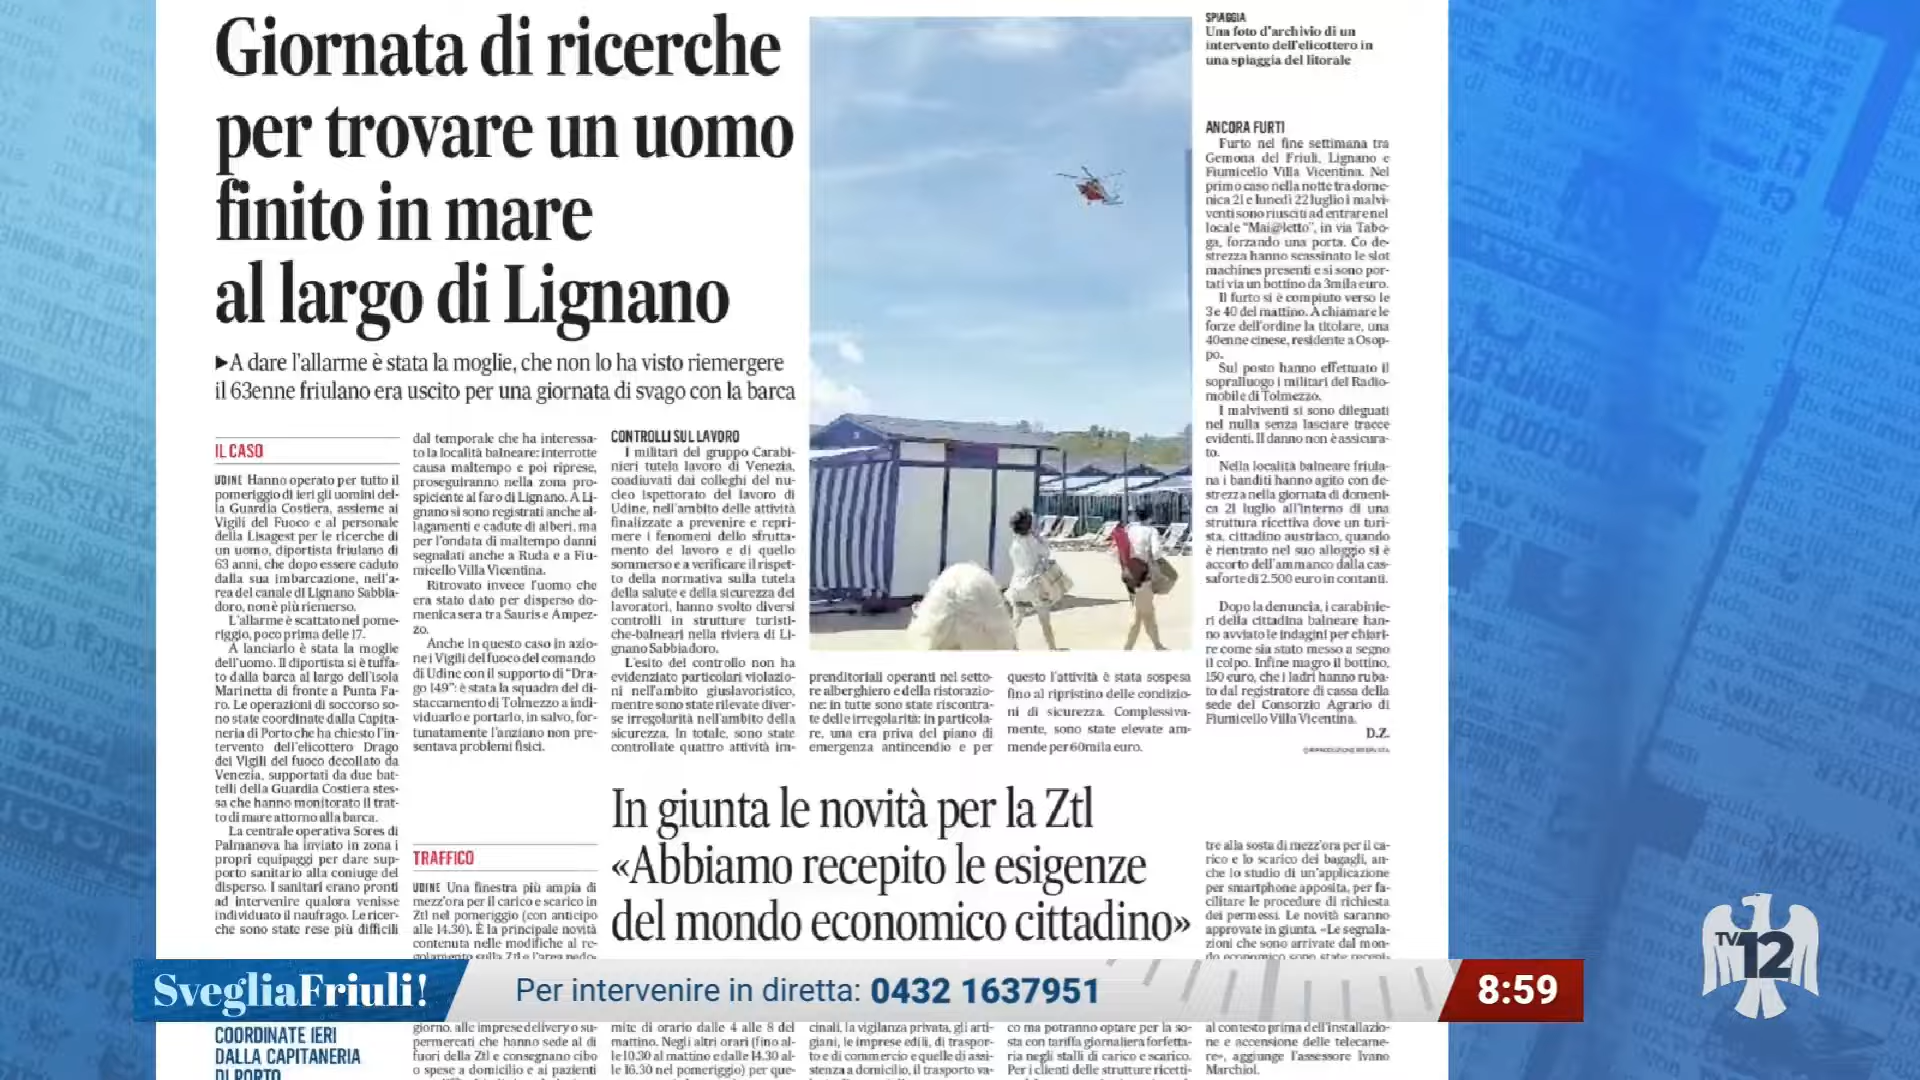 Giornata di ricerche
per trovare un uomo
finito in mare
al largo di Lignano
►A dare l'allarme è stata la moglie, che non lo ha visto riemergere
il 63enne friulano era uscito per una giornata di svago con la barca
IL CASO
UDINE Hanno operato per tutto il
pomeriggio di ieri gli uomini del-
la Guardia Costiera, assieme ai
Vigili del Fuoco e al personale
della Lisagest per le ricerche di
un uomo, diportista friulano di
63 anni, che dopo essere caduto
dalla sua imbarcazione, nell'a-
rea del canale di Lignano Sabbia-
doro, non è più riemerso.
L'allarme è scattato nel pome-
riggio, poco prima delle 17.
A lanciarlo è stata la moglie
dell'uomo. Il diportista si è tuffa-
to dalla barca al largo dell'isola
Marinetta di fronte a Punta Fa-
ro. Le operazioni di soccorso so-
no state coordinate dalla Capita-
neria di Porto che ha chiesto l'in-
tervento dell'elicottero Drago
dei Vigili del fuoco decollato da
Venezia, supportati da due bat-
telli della Guardia Costiera stes-
sa che hanno monitorato il trat-
to di mare attorno alla barca.
La centrale operativa Sores di
Palmanova ha inviato in zona i
propri equipaggi per dare sup-
porto sanitario alla coniuge del
disperso. I sanitari erano pronti
ad intervenire qualora venisse
individuato il naufrago. Le ricer-
che sono state rese più difficili
dal temporale che ha interessa-
to la località balneare: interrotte
causa maltempo e poi riprese,
proseguiranno nella zona pro-
spiciente al faro di Lignano. A Li-
gnano si sono registrati anche al-
lagamenti e cadute di alberi, ma
per l'ondata di maltempo danni
segnalati anche a Ruda e a Fiu-
micello Villa Vicentina.
Ritrovato invece l'uomo che
era stato dato per disperso do-
menica sera tra Sauris e Ampez-
zo.
Anche in questo caso in azio-
ne i Vigili del fuoco del comando
di Udine con il supporto di "Dra-
go 149": è stata la squadra del di-
staccamento di Tolmezzo a indi-
viduarlo e portarlo, in salvo, for-
tunatamente l'anziano non pre-
sentava problemi fisici.
CONTROLLI SUL LAVORO
I militari del gruppo Carabi-
nieri tutela lavoro di Venezia,
coadiuvati dai colleghi del nu-
cleo ispettorato del lavoro di
Udine, nell'ambito delle attività
finalizzate a prevenire e repri-
mere i fenomeni dello sfrutta-
mento del lavoro e di quello
sommerso e a verificare il rispet-
to della normativa sulla tutela
della salute e della sicurezza dei
lavoratori, hanno svolto diversi
controlli in strutture turisti-
che-balneari nella riviera di Li-
gnano Sabbiadoro.
L'esito del controllo non ha
evidenziato particolari violazio-
ni nell'ambito giuslavoristico,
mentre sono state rilevate diver-
se irregolarità nell'ambito della
sicurezza. In totale, sono state
controllate quattro attività im-
prenditoriali operanti nel setto-
re alberghiero e della ristorazio-
ne: in tutte sono state riscontra-
te delle irregolarità: in particola-
re, una era priva del piano di
emergenza antincendio e per
questo l'attività è stata sospesa
fino al ripristino delle condizio-
ni di sicurezza. Complessiva-
mente, sono state elevate am-
mende per 60mila euro.
SPIAGGIA
Una foto d'archivio di un
intervento dell'elicottero in
una spiaggia del litorale
ANCORA FURTI
Furto nel fine settimana tra
Gemona del Friuli, Lignano e
Fiumicello Villa Vicentina. Nel
primo caso nella notte tra dome-
nica 21 e lunedì 22 luglio i malvi-
venti sono riusciti ad entrare nel
locale "Mai@letto", in via Tabo-
ga, forzando una porta. Co de-
strezza hanno scassinato le slot
machines presenti e si sono por-
tati via un bottino da 3mila euro.
Il furto si è compiuto verso le
3 e 40 del mattino. A chiamare le
forze dell'ordine la titolare, una
40enne cinese, residente a Osop-
po.
Sul posto hanno effettuato il
sopralluogo i militari del Radio-
mobile di Tolmezzo.
I malviventi si sono dileguati
nel nulla senza lasciare tracce
evidenti. Il danno non è assicura-
to.
Nella località balneare friula-
na i banditi hanno agito con de-
strezza nella giornata di domeni-
ca 21 luglio all'interno di una
struttura ricettiva dove un turi-
sta, cittadino austriaco, quando
è rientrato nel suo alloggio si è
accorto dell'ammanco dalla cas-
saforte di 2.500 euro in contanti.
Dopo la denuncia, i carabinie-
ri della cittadina balneare han-
no avviato le indagini per chiari-
re come sia stato messo a segno
il colpo. Infine magro il bottino,
150 euro, che i ladri hanno ruba-
to dal registratore di cassa della
sede del Consorzio Agrario di
Fiumicello Villa Vicentina.
D.Z.
©RIPRODUZIONE RISERVATA
In giunta le novità per la Ztl
«Abbiamo recepito le esigenze
del mondo economico cittadino»
TRAFFICO
UDINE Una finestra più ampia di
mezz'ora per il carico e scarico in
Ztl nel pomeriggio (con anticipo
alle 14.30). È la principale novità
contenuta nelle modifiche al re-
golamento sulla Ztl e l'area pedo-
tre alla sosta di mezz'ora per il ca-
rico e lo scarico dei bagagli, an-
che lo studio di un'applicazione
per smartphone apposita, per fa-
cilitare le procedure di richiesta
dei permessi. Le novità saranno
approvate in giunta. «Le segnala-
zioni che sono arrivate dal mon-
do economico sono state recepi-
SvegliaFriuli!
Per intervenire in diretta: 0432 1637951
8:59
TV12
COORDINATE IERI
DALLA CAPITANERIA
DI PORTO
giorno, alle imprese delivery o su-
permercati che hanno sede al di
fuori della Ztl e consegnano cibo
o spese a domicilio e ai pazienti
mite di orario dalle 4 alle 8 del
mattino. Negli altri orari (fino al-
le 10.30 al mattino e dalle 14.30 al-
le 16.30 nel pomeriggio) per que-
cinali, la vigilanza privata, gli arti-
giani, le imprese edili, di traspor-
to e di commercio e quelle di assi-
stenza a domicilio, il trasporto va-
co ma potranno optare per la so-
sta con tariffa giornaliera forfetta-
ria negli stalli di carico e scarico.
Per i clienti delle strutture ricetti-
al contesto prima dell'installazio-
ne e accensione delle telecame-
re», aggiunge l'assessore Ivano
Marchiol.